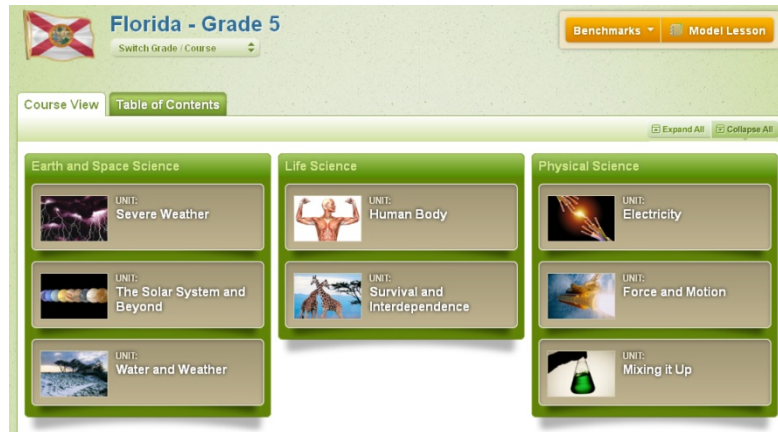 Florida - Grade 5
Switch Grade / Course
Benchmarks
Model Lesson
Course View
Table of Contents
Expand All
Collapse All
Earth and Space Science
UNIT:
Severe Weather
UNIT:
The Solar System and
Beyond
UNIT:
Water and Weather
Life Science
UNIT:
Human Body
UNIT:
Survival and
Interdependence
Physical Science
UNIT:
Electricity
UNIT:
Force and Motion
UNIT:
Mixing it Up